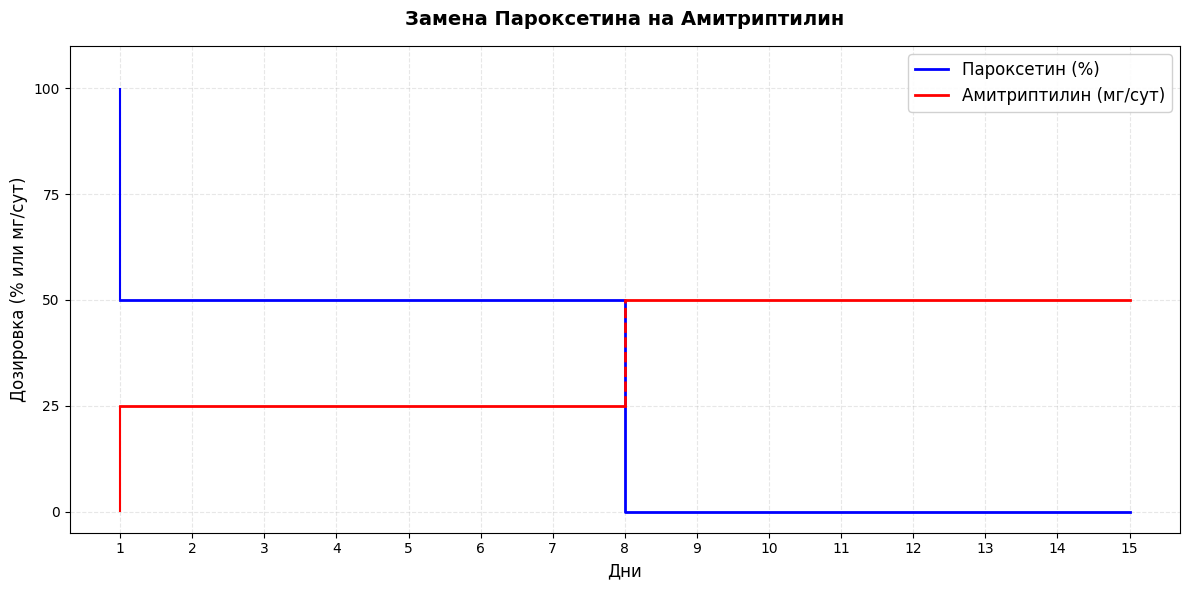 Замена Пароксетина на Амитриптилин
Пароксетин (%)
Амитриптилин (мг/сут)
Дозировка (% или мг/сут)
100
75
50
25
0
1 2 3 4 5 6 7 8 9 10 11 12 13 14 15
Дни